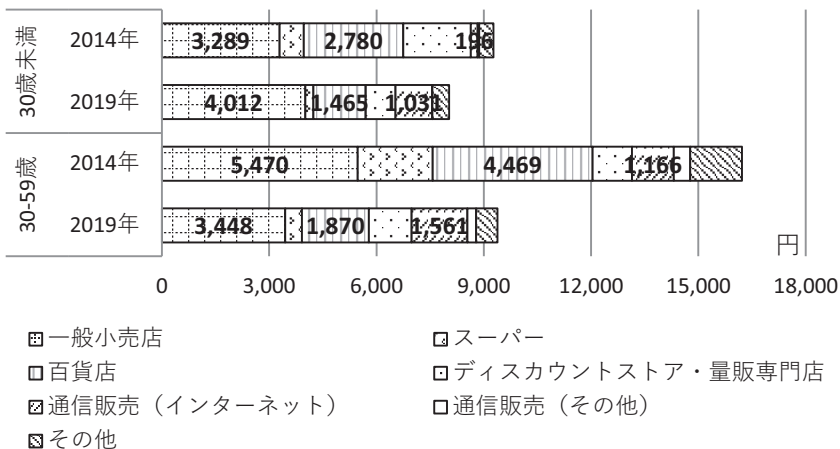 30歳未満
2014年 3,289 2,780 196
2019年 4,012 1,465 1,031
30-59歳
2014年 5,470 4,469 1,166
2019年 3,448 1,870 1,561
円
0 3,000 6,000 9,000 12,000 15,000 18,000
一般小売店 スーパー
百貨店 ディスカウントストア・量販専門店
通信販売（インターネット） 通信販売（その他）
その他